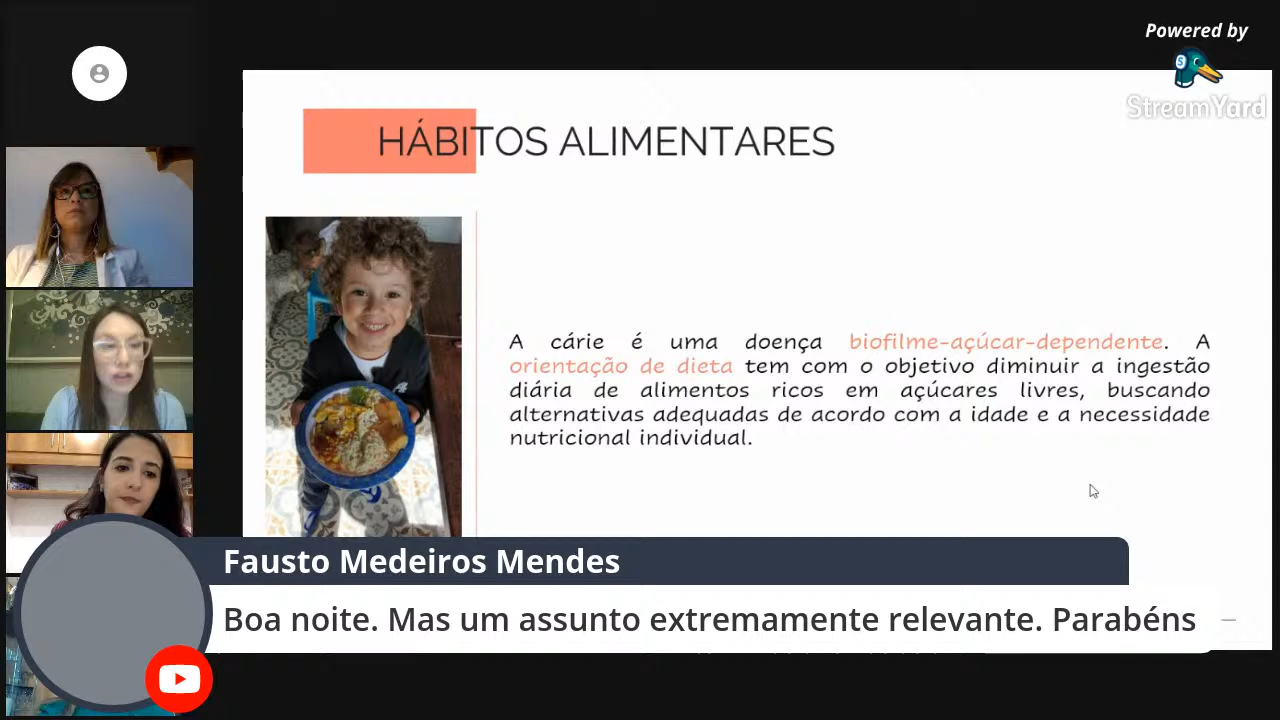 Powered by
StreamYard
HÁBITOS ALIMENTARES
A cárie é uma doença biofilme-açúcar-dependente. A
orientação de dieta tem com o objetivo diminuir a ingestão
diária de alimentos ricos em açúcares livres, buscando
alternativas adequadas de acordo com a idade e a necessidade
nutricional individual.
Fausto Medeiros Mendes
Boa noite. Mas um assunto extremamente relevante. Parabéns